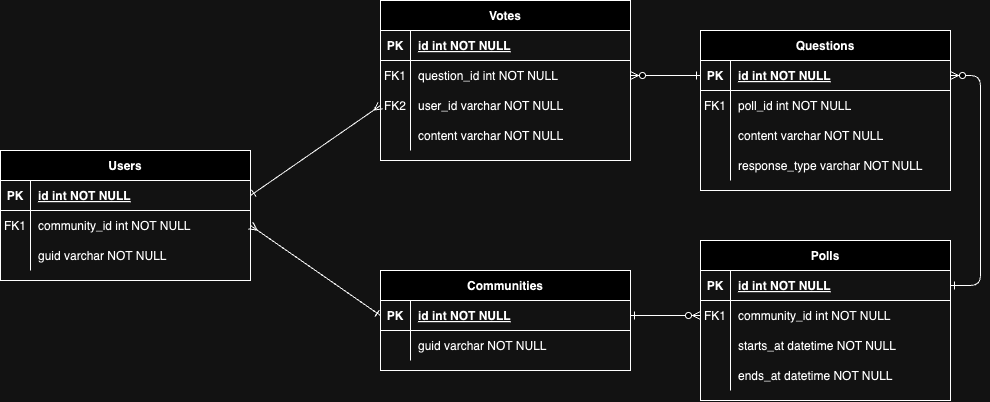 Votes
PK id int NOT NULL
FK1 question_id int NOT NULL
FK2 user_id varchar NOT NULL
content varchar NOT NULL
Questions
PK id int NOT NULL
FK1 poll_id int NOT NULL
content varchar NOT NULL
response_type varchar NOT NULL
Users
PK id int NOT NULL
FK1 community_id int NOT NULL
guid varchar NOT NULL
Communities
PK id int NOT NULL
guid varchar NOT NULL
Polls
PK id int NOT NULL
FK1 community_id int NOT NULL
starts_at datetime NOT NULL
ends_at datetime NOT NULL